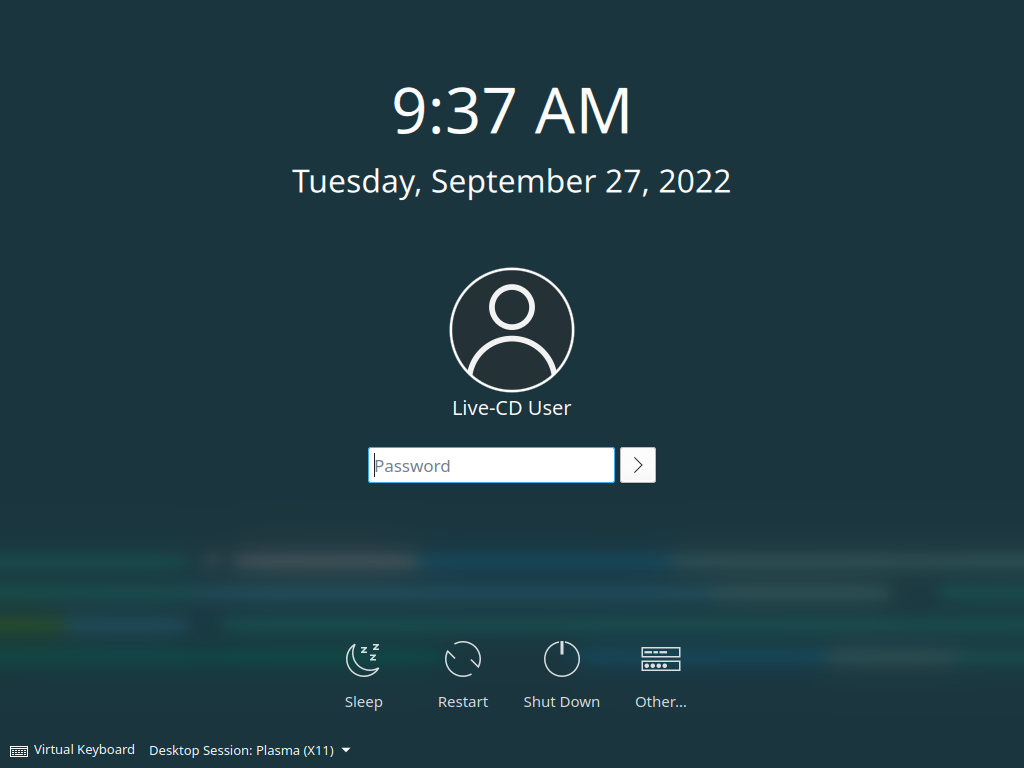 9:37 AM
Tuesday, September 27, 2022
Live-CD User
Password
Sleep Restart Shut Down Other...
Virtual Keyboard Desktop Session: Plasma (X11)